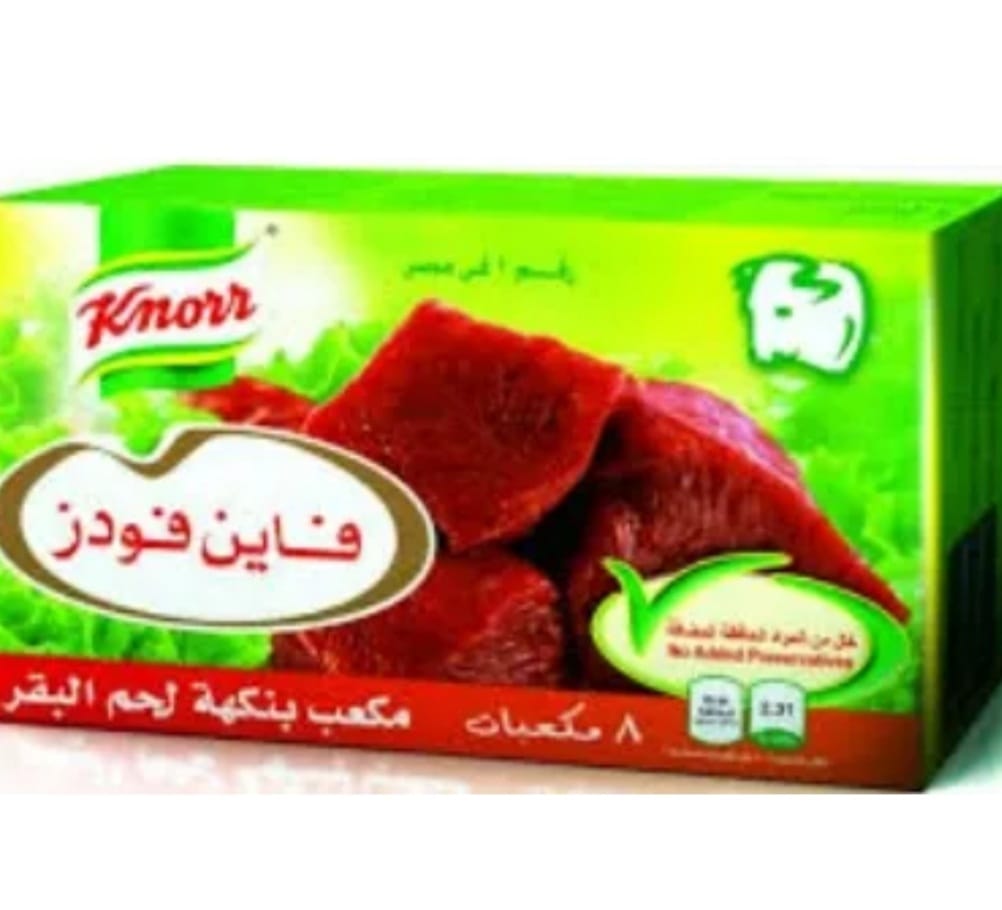 Knorr
رقم ١ في مصر
فاين فودز
خال من المواد الحافظة المضافة
No Added Preservatives
مكعب بنكهة لحم البقر
٨ مكعبات